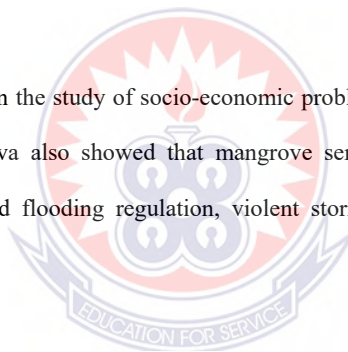 n the study of socio-economic probl
va also showed that mangrove ser
d flooding regulation, violent stor
EDUCATION FOR SERVICE